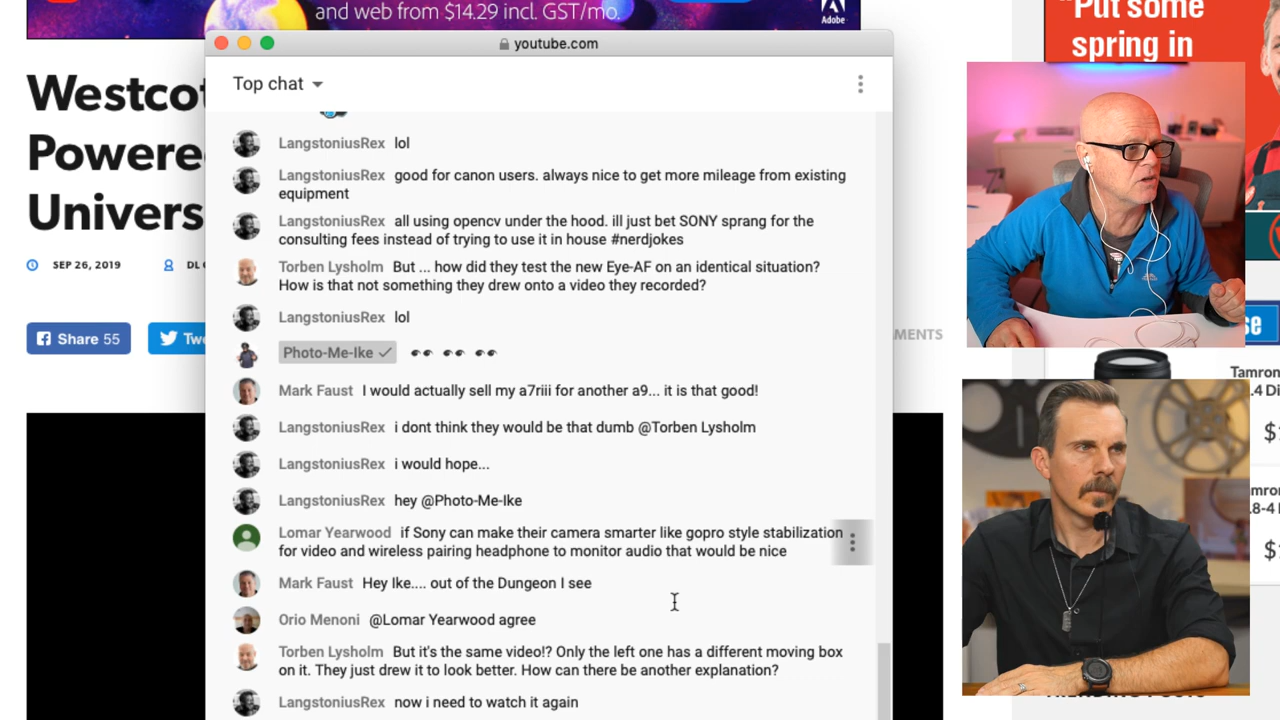 and web from $14.29 incl. GST/mo.
Adobe
"Put some
spring in
youtube.com
Top chat
Westcot
Powere
Univers
SEP 26, 2019
DL
Share 55
Twe
MENTS
LangstoniusRex lol
LangstoniusRex good for canon users. always nice to get more mileage from existing
equipment
LangstoniusRex all using opencv under the hood. ill just bet SONY sprang for the
consulting fees instead of trying to use it in house #nerdjokes
Torben Lysholm But ... how did they test the new Eye-AF on an identical situation?
How is that not something they drew onto a video they recorded?
LangstoniusRex lol
Photo-Me-Ike
Mark Faust I would actually sell my a7riii for another a9... it is that good!
LangstoniusRex i dont think they would be that dumb @Torben Lysholm
LangstoniusRex i would hope...
LangstoniusRex hey @Photo-Me-Ike
Lomar Yearwood if Sony can make their camera smarter like gopro style stabilization
for video and wireless pairing headphone to monitor audio that would be nice
Mark Faust Hey Ike.... out of the Dungeon I see
Orio Menoni @Lomar Yearwood agree
Torben Lysholm But it's the same video!? Only the left one has a different moving box
on it. They just drew it to look better. How can there be another explanation?
LangstoniusRex now i need to watch it again
se
Tamron
.4 Di
$
mron
.8-4
$